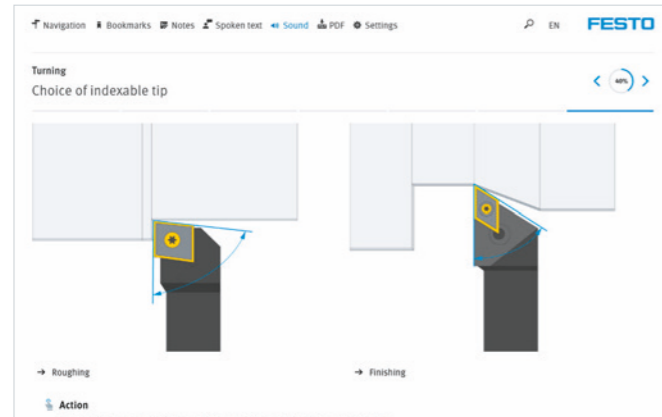 Navigation Bookmarks Notes Spoken text Sound PDF Settings EN FESTO
Turning
Choice of indexable tip
40%
→ Roughing → Finishing
Action